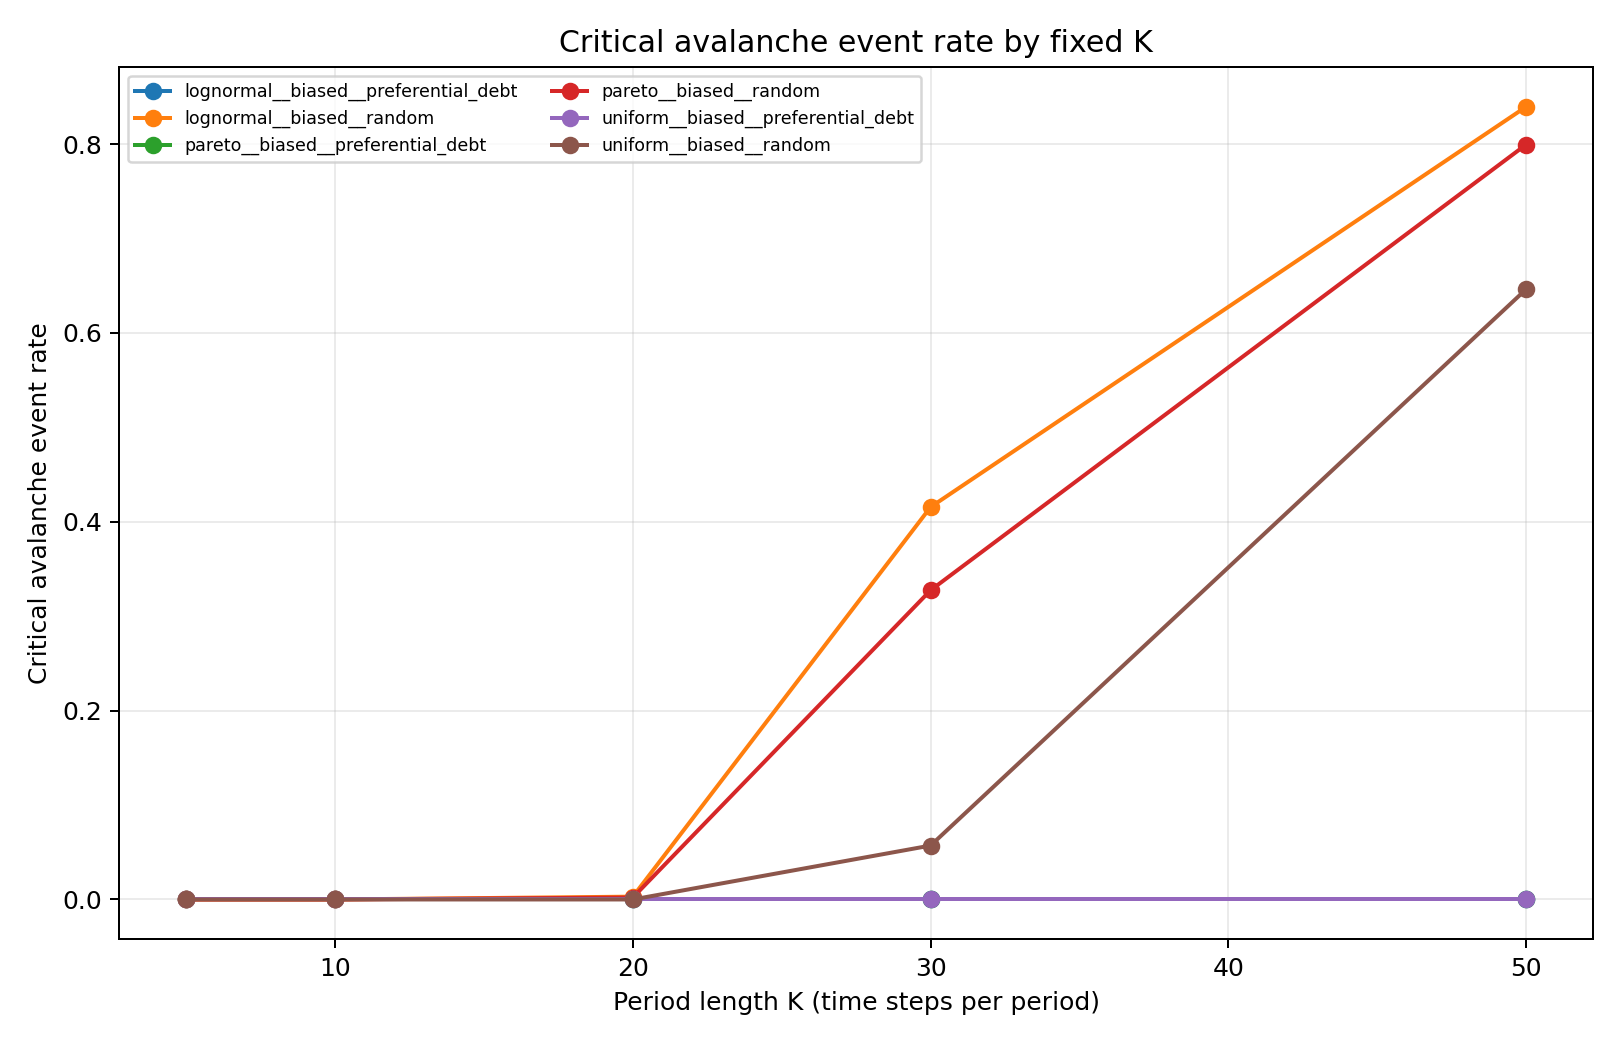 Critical avalanche event rate by fixed K
lognormal__biased__preferential_debt
lognormal__biased__random
pareto__biased__preferential_debt
pareto__biased__random
uniform__biased__preferential_debt
uniform__biased__random
Critical avalanche event rate
0.8
0.6
0.4
0.2
0.0
10 20 30 40 50
Period length K (time steps per period)